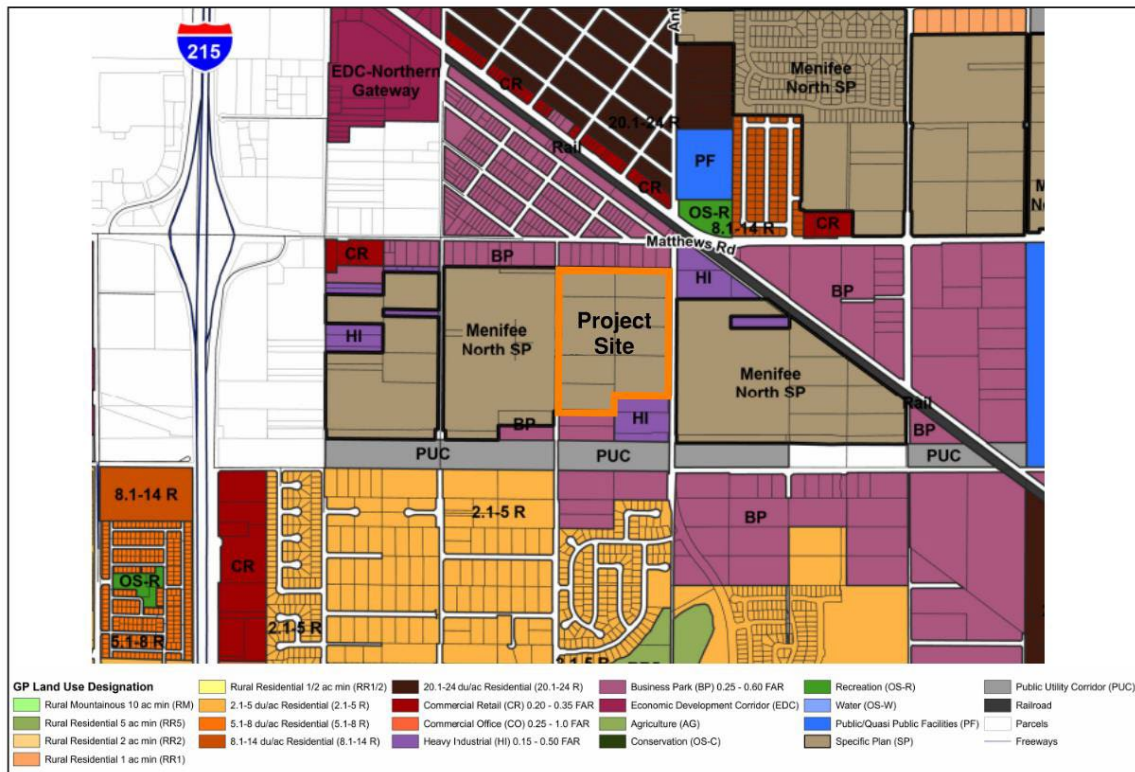 215
EDC-Northern
Gateway
CR
Ant
Menifee
North SP
20.1-24 R
Rail
PF
CR
OS-R
8.1-14 R
CR
Matthews Rd
CR
BP
HI
BP
Project
Site
Menifee
North SP
HI
Menifee
North SP
HI
BP
Rail
BP
PUC
PUC
PUC
8.1-14 R
2.1-5 R
BP
CR
OS-R
5.1-8 R
2.1-5 R
2.1-5 R
GP Land Use Designation
Rural Mountainous 10 ac min (RM)
Rural Residential 5 ac min (RR5)
Rural Residential 2 ac min (RR2)
Rural Residential 1 ac min (RR1)
Rural Residential 1/2 ac min (RR1/2)
2.1-5 du/ac Residential (2.1-5 R)
5.1-8 du/ac Residential (5.1-8 R)
8.1-14 du/ac Residential (8.1-14 R)
20.1-24 du/ac Residential (20.1-24 R)
Commercial Retail (CR) 0.20 - 0.35 FAR
Commercial Office (CO) 0.25 - 1.0 FAR
Heavy Industrial (HI) 0.15 - 0.50 FAR
Business Park (BP) 0.25 - 0.60 FAR
Economic Development Corridor (EDC)
Agriculture (AG)
Conservation (OS-C)
Recreation (OS-R)
Water (OS-W)
Public/Quasi Public Facilities (PF)
Specific Plan (SP)
Public Utility Corridor (PUC)
Railroad
Parcels
Freeways